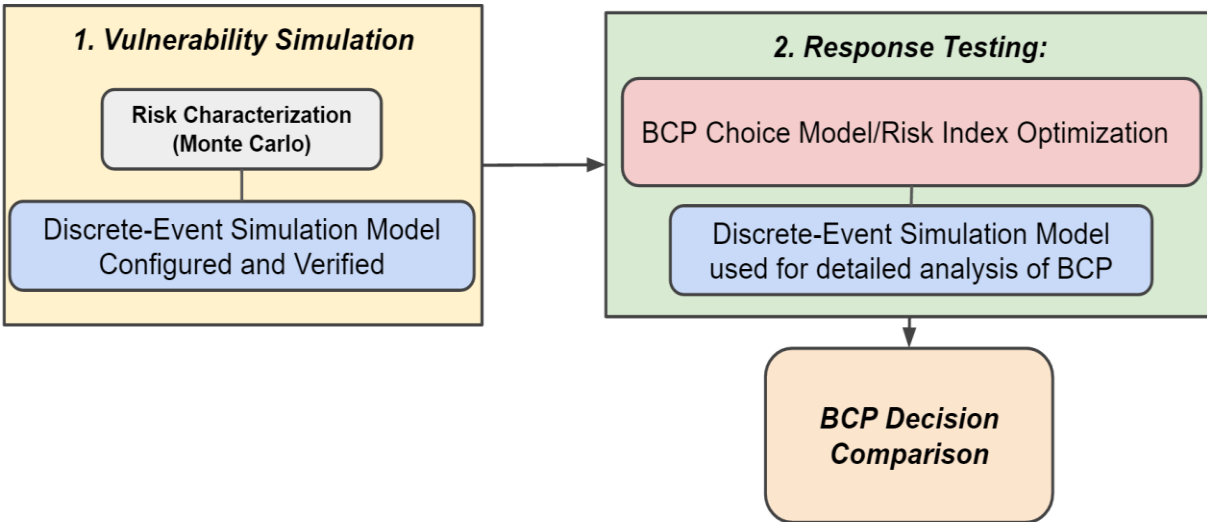 1. Vulnerability Simulation
Risk Characterization
(Monte Carlo)
Discrete-Event Simulation Model
Configured and Verified
2. Response Testing:
BCP Choice Model/Risk Index Optimization
Discrete-Event Simulation Model
used for detailed analysis of BCP
BCP Decision
Comparison